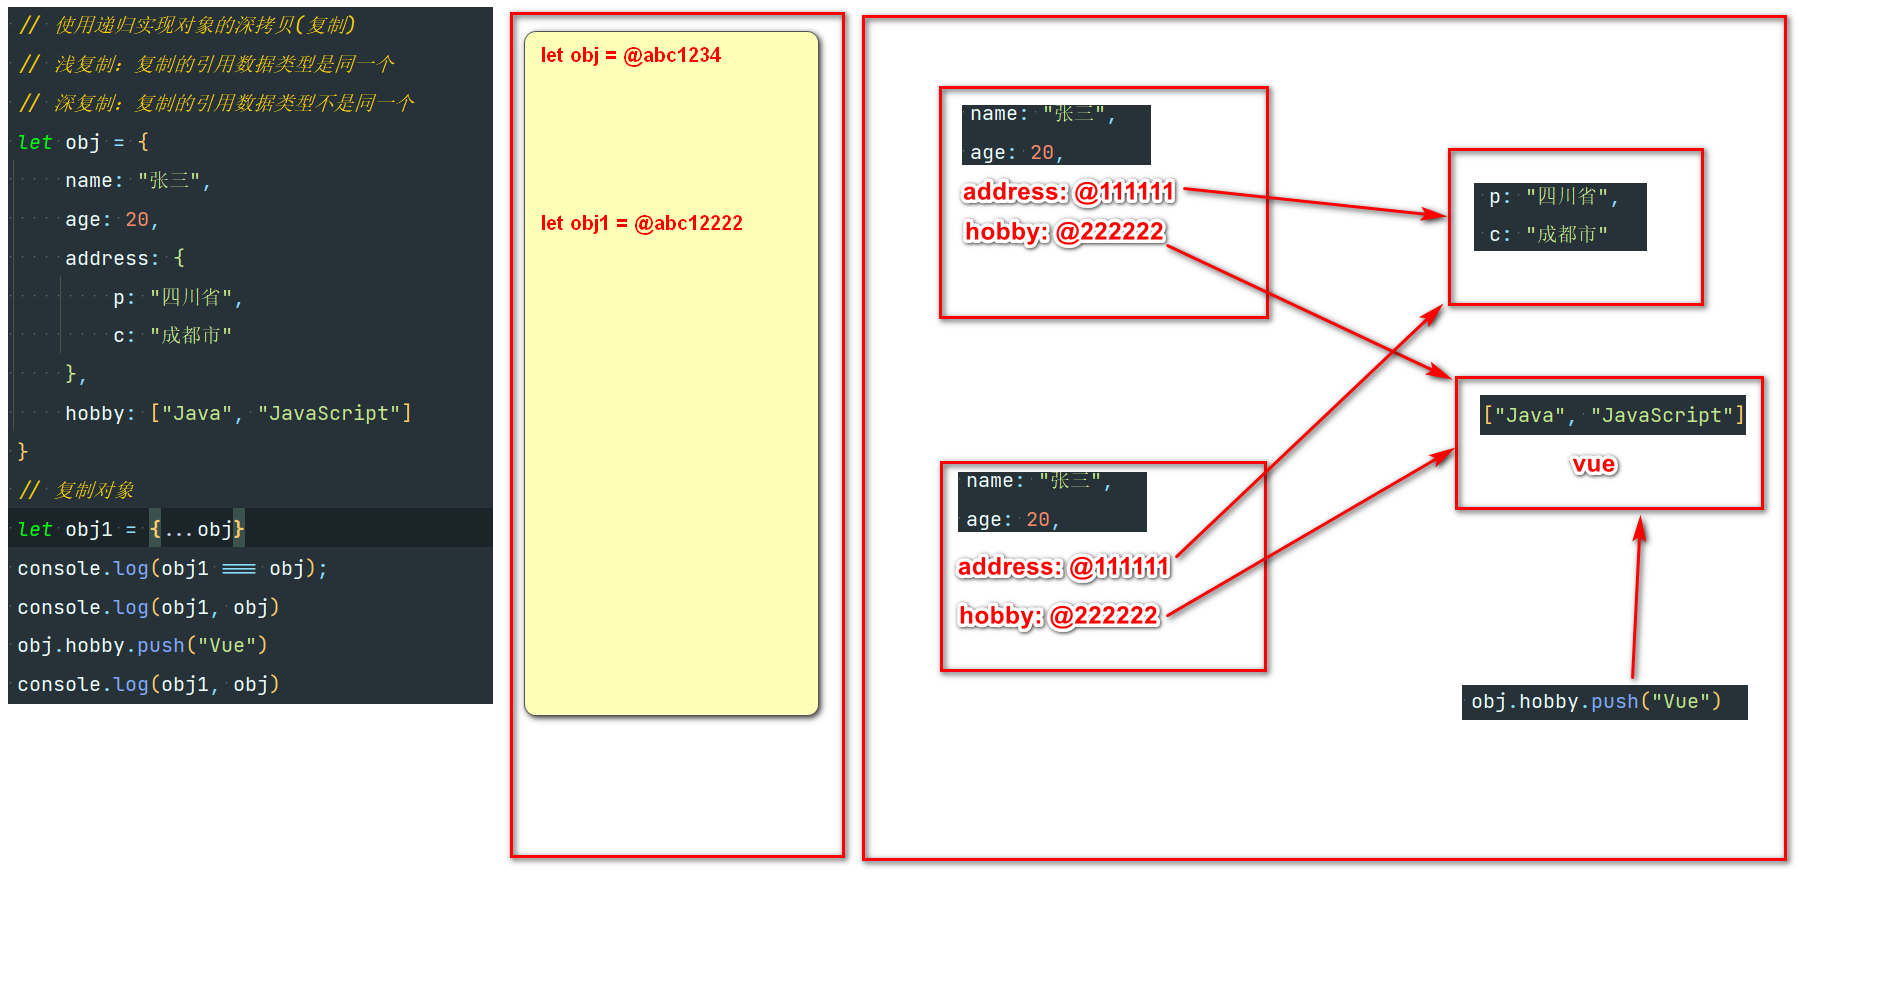 // 使用递归实现对象的深拷贝(复制)
// 浅复制：复制的引用数据类型是同一个
// 深复制：复制的引用数据类型不是同一个
let obj = {
name: "张三",
age: 20,
address: {
p: "四川省",
c: "成都市"
},
hobby: ["Java", "JavaScript"]
}
// 复制对象
let obj1 = {...obj}
console.log(obj1 === obj);
console.log(obj1, obj)
obj.hobby.push("Vue")
console.log(obj1, obj)
let obj = @abc1234
let obj1 = @abc12222
name: "张三",
age: 20,
address: @111111
hobby: @222222
name: "张三",
age: 20,
address: @111111
hobby: @222222
p: "四川省",
c: "成都市"
["Java", "JavaScript"]
vue
obj.hobby.push("Vue")